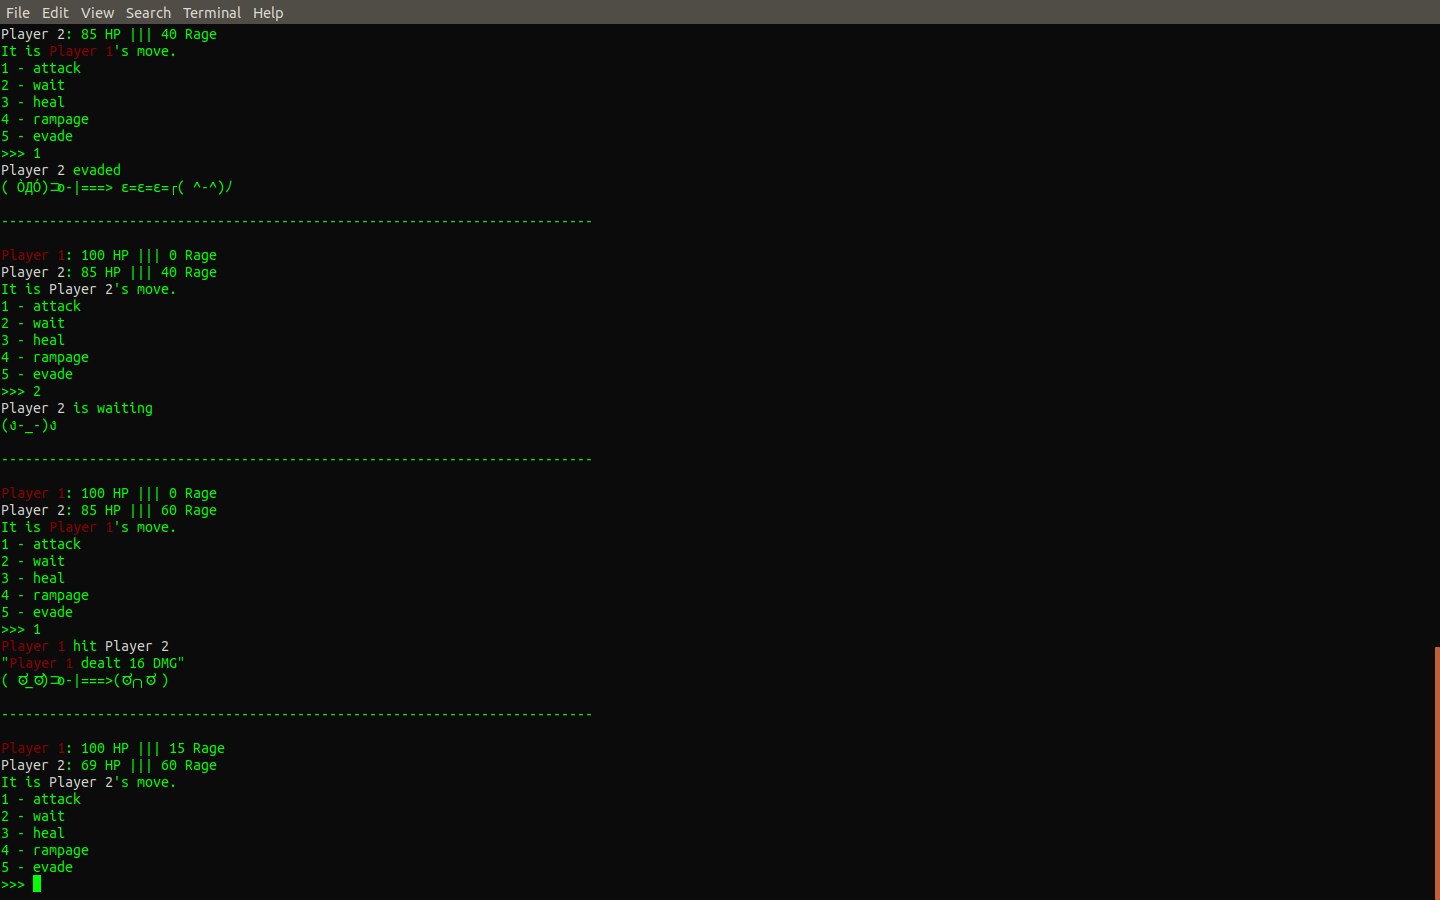 File Edit View Search Terminal Help
Player 2: 85 HP ||| 40 Rage
It is Player 1's move.
1 - attack
2 - wait
3 - heal
4 - rampage
5 - evade
>>> 1
Player 2 evaded
( ÒДÓ)⊃o-|===> ε=ε=ε=┌( ^-^)ﾉ
--------------------------------------------------------------------------
Player 1: 100 HP ||| 0 Rage
Player 2: 85 HP ||| 40 Rage
It is Player 2's move.
1 - attack
2 - wait
3 - heal
4 - rampage
5 - evade
>>> 2
Player 2 is waiting
(ง-_-)ง
--------------------------------------------------------------------------
Player 1: 100 HP ||| 0 Rage
Player 2: 85 HP ||| 60 Rage
It is Player 1's move.
1 - attack
2 - wait
3 - heal
4 - rampage
5 - evade
>>> 1
Player 1 hit Player 2
"Player 1 dealt 16 DMG"
( ಠ_ಠ)⊃o-|===>(ಠ╭╮ಠ )
--------------------------------------------------------------------------
Player 1: 100 HP ||| 15 Rage
Player 2: 69 HP ||| 60 Rage
It is Player 2's move.
1 - attack
2 - wait
3 - heal
4 - rampage
5 - evade
>>>